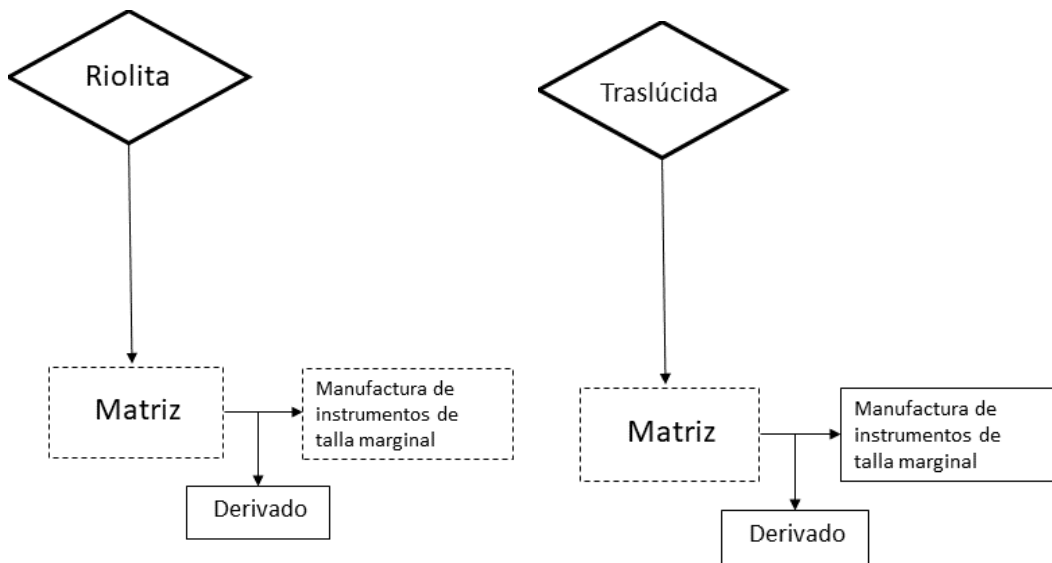 Riolita
Matriz
Manufactura de
instrumentos de
talla marginal
Derivado
Traslúcida
Matriz
Manufactura de
instrumentos de
talla marginal
Derivado